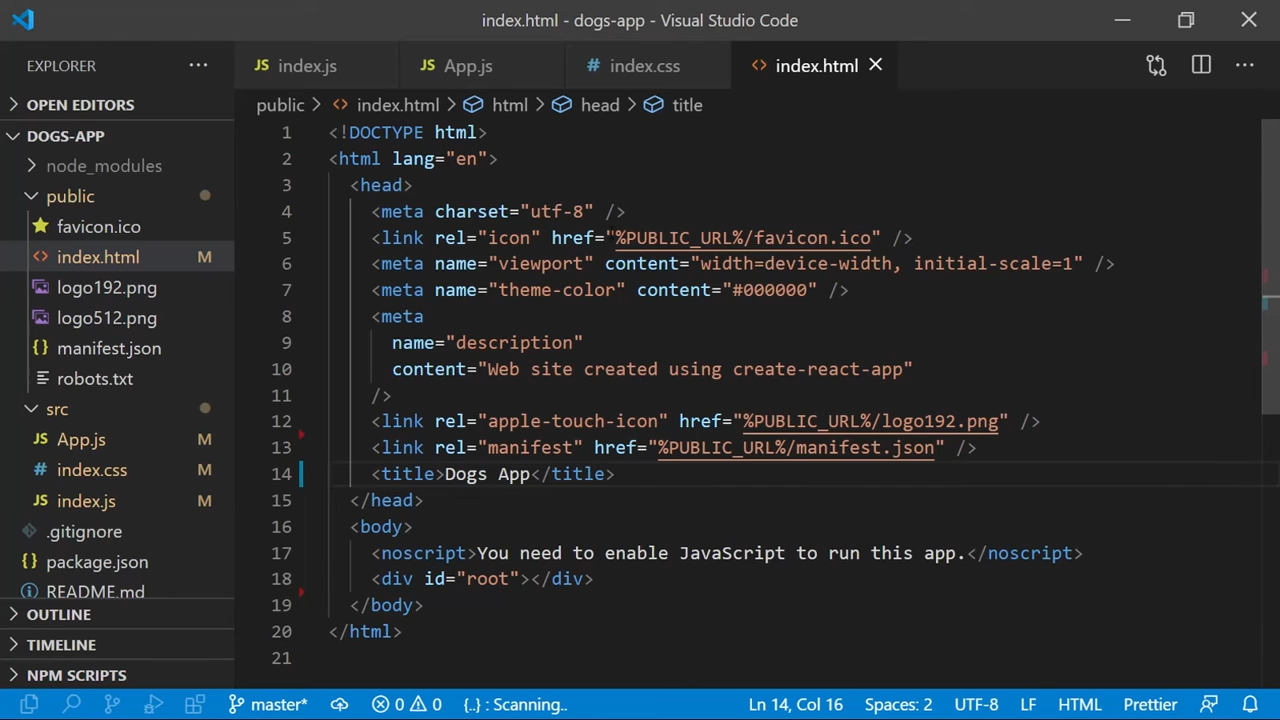 index.html - dogs-app - Visual Studio Code
EXPLORER
index.js
App.js
index.css
index.html
OPEN EDITORS
public > index.html > html > head > title
DOGS-APP
node_modules
public
favicon.ico
index.html M
logo192.png
logo512.png
manifest.json
robots.txt
src
App.js M
index.css M
index.js M
.gitignore
package.json
README.md
OUTLINE
TIMELINE
NPM SCRIPTS
1 <!DOCTYPE html>
2 <html lang="en">
3 <head>
4 <meta charset="utf-8" />
5 <link rel="icon" href="%PUBLIC_URL%/favicon.ico" />
6 <meta name="viewport" content="width=device-width, initial-scale=1" />
7 <meta name="theme-color" content="#000000" />
8 <meta
9 name="description"
10 content="Web site created using create-react-app"
11 />
12 <link rel="apple-touch-icon" href="%PUBLIC_URL%/logo192.png" />
13 <link rel="manifest" href="%PUBLIC_URL%/manifest.json" />
14 <title>Dogs App</title>
15 </head>
16 <body>
17 <noscript>You need to enable JavaScript to run this app.</noscript>
18 <div id="root"></div>
19 </body>
20 </html>
21
master* 0 0 {..} : Scanning.. Ln 14, Col 16 Spaces: 2 UTF-8 LF HTML Prettier